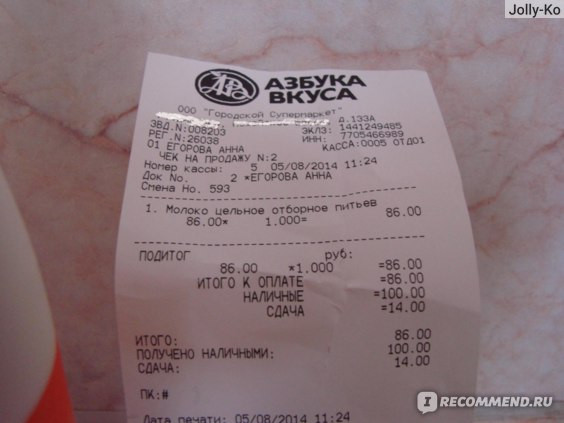 Jolly-Ko
АЗБУКА
ВКУСА
ООО "Городской Супермаркет"
Д.133А
ЗВД.N:008203 ЭКЛЗ: 1441249485
РЕГ.N:26038 ИНН: 7705466989
01 ЕГОРОВА АННА КАССА:0005 ОТД01
ЧЕК НА ПРОДАЖУ N:2
Номер кассы: 5 05/08/2014 11:24
Док No. 2 *ЕГОРОВА АННА
Смена No. 593
1. Молоко цельное отборное питьев
86.00* 1.000= 86.00
ПОДИТОГ руб:
86.00 *1.000 =86.00
ИТОГО К ОПЛАТЕ =86.00
НАЛИЧНЫЕ =100.00
СДАЧА =14.00
ИТОГО: 86.00
ПОЛУЧЕНО НАЛИЧНЫМИ: 100.00
СДАЧА: 14.00
ПК:#
Дата печати: 05/08/2014 11:24
IRECOMMEND.RU